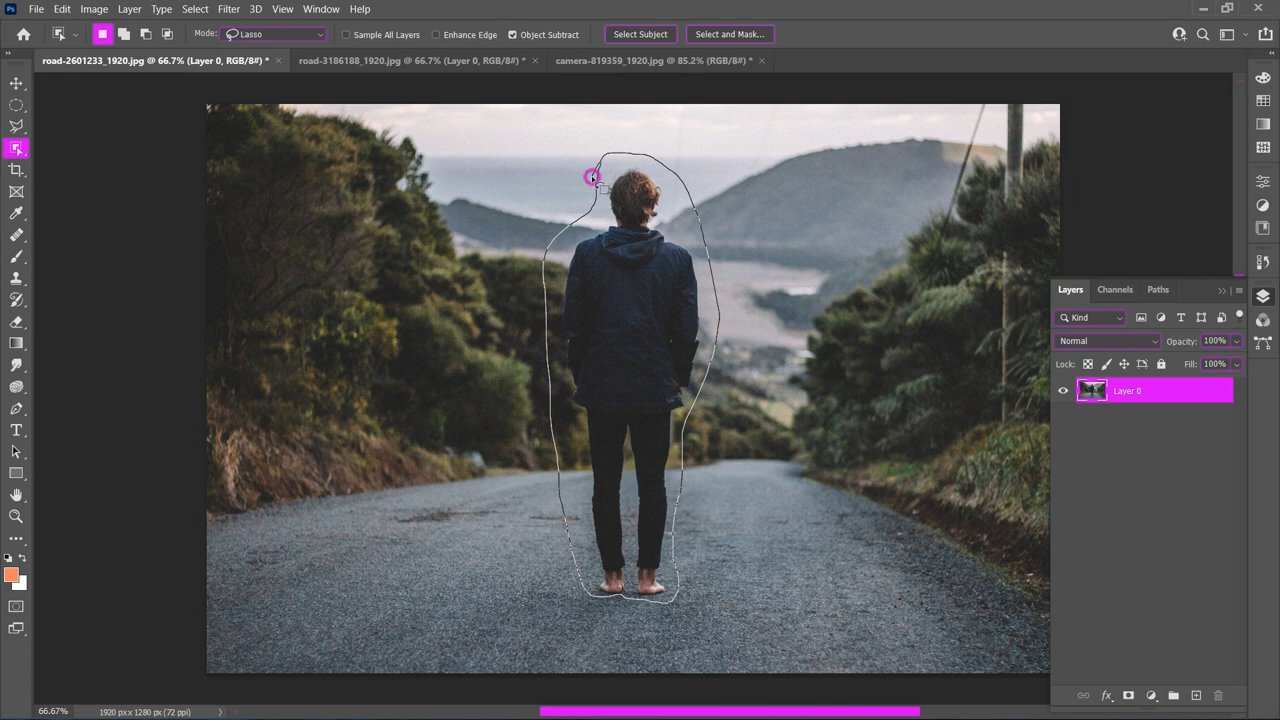 File Edit Image Layer Type Select Filter 3D View Window Help
Mode: Lasso Sample All Layers Enhance Edge Object Subtract Select Subject Select and Mask...
road-2601233_1920.jpg @ 66.7% (Layer 0, RGB/8#) * road-3186188_1920.jpg @ 66.7% (Layer 0, RGB/8#) * camera-819359_1920.jpg @ 85.2% (RGB/8#) *
Layers Channels Paths
Kind
Normal Opacity: 100%
Lock: Fill: 100%
Layer 0
66.67% 1920 px x 1280 px (72 ppi)